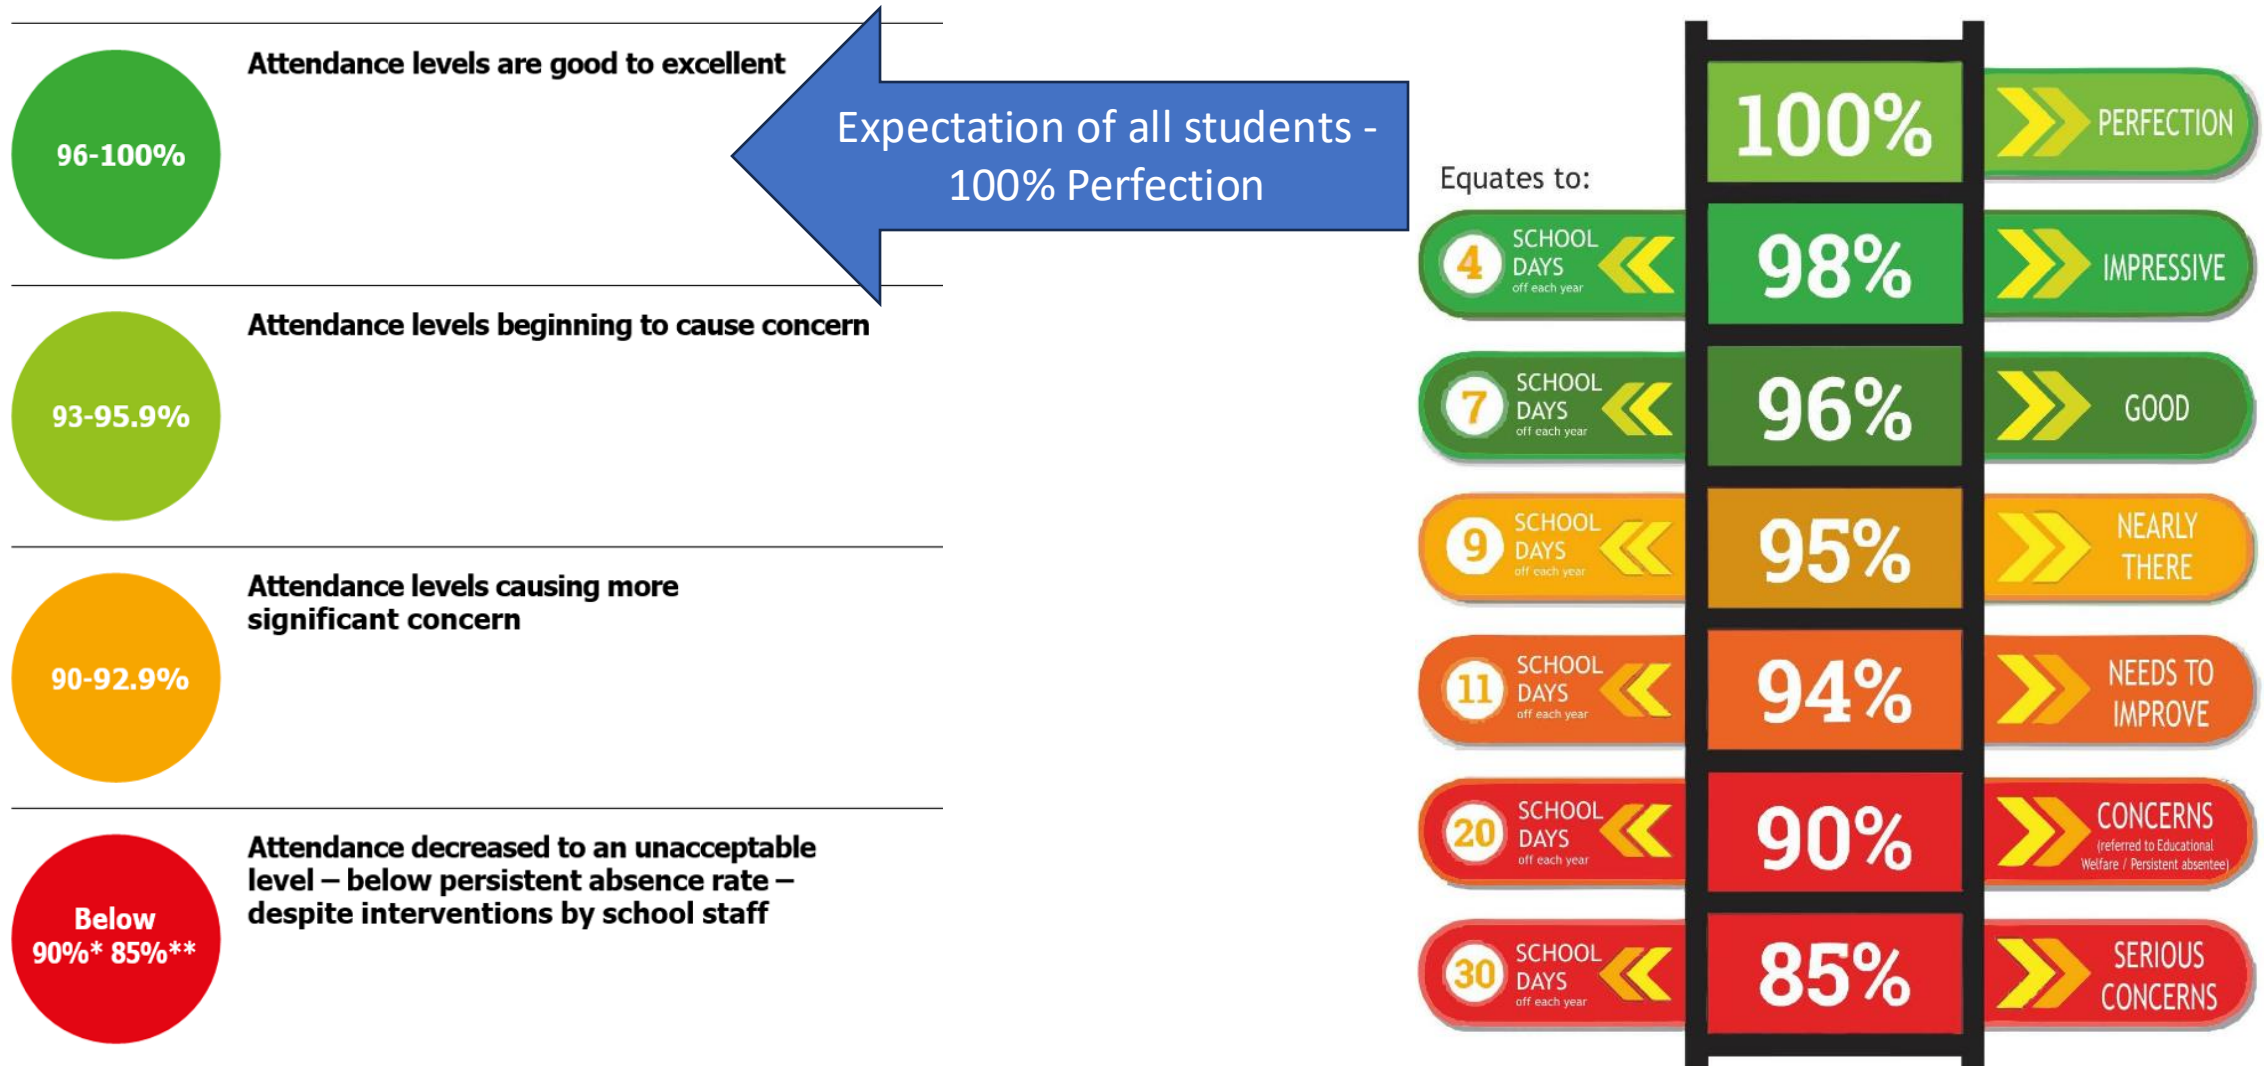 Attendance levels are good to excellent
96-100%
Expectation of all students -
100% Perfection
Attendance levels beginning to cause concern
93-95.9%
Attendance levels causing more
significant concern
90-92.9%
Attendance decreased to an unacceptable
level – below persistent absence rate –
despite interventions by school staff
Below
90%* 85%**
Equates to:
100%
PERFECTION
4
SCHOOL
DAYS
off each year
98%
IMPRESSIVE
7
SCHOOL
DAYS
off each year
96%
GOOD
9
SCHOOL
DAYS
off each year
95%
NEARLY
THERE
11
SCHOOL
DAYS
off each year
94%
NEEDS TO
IMPROVE
20
SCHOOL
DAYS
off each year
90%
CONCERNS
(referred to Educational
Welfare / Persistent absentee)
30
SCHOOL
DAYS
off each year
85%
SERIOUS
CONCERNS